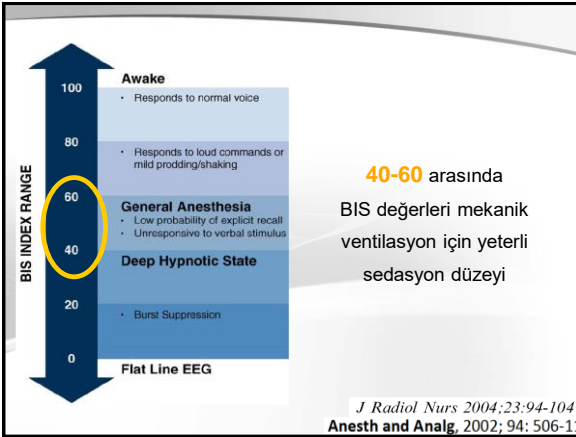 BIS INDEX RANGE
100
80
60
40
20
0
Awake
• Responds to normal voice
• Responds to loud commands or
mild prodding/shaking
General Anesthesia
• Low probability of explicit recall
• Unresponsive to verbal stimulus
Deep Hypnotic State
• Burst Suppression
Flat Line EEG
40-60 arasında
BIS değerleri mekanik
ventilasyon için yeterli
sedasyon düzeyi
J Radiol Nurs 2004;23:94-104
Anesth and Analg, 2002; 94: 506-11